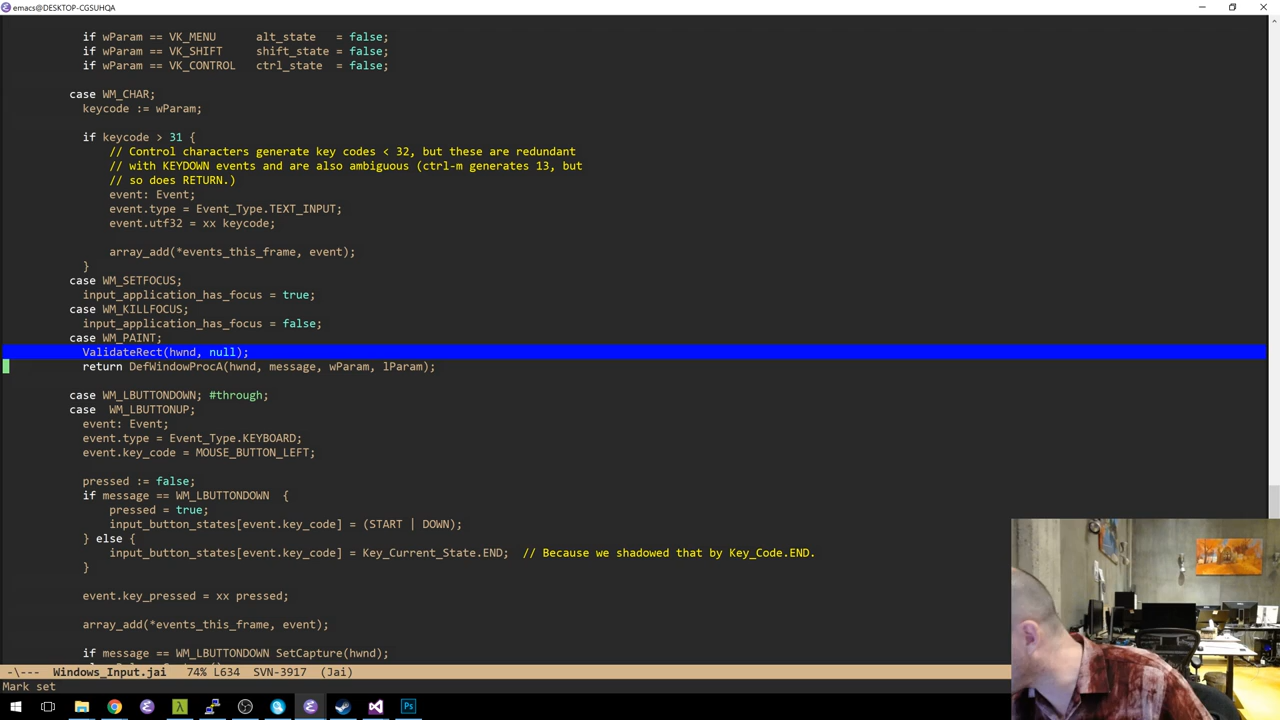 emacs@DESKTOP-CGSUHQA
if wParam == VK_MENU     alt_state   = false;
if wParam == VK_SHIFT    shift_state = false;
if wParam == VK_CONTROL  ctrl_state  = false;
case WM_CHAR;
keycode := wParam;
if keycode > 31 {
// Control characters generate key codes < 32, but these are redundant
// with KEYDOWN events and are also ambiguous (ctrl-m generates 13, but
// so does RETURN.)
event: Event;
event.type = Event_Type.TEXT_INPUT;
event.utf32 = xx keycode;
array_add(*events_this_frame, event);
}
case WM_SETFOCUS;
input_application_has_focus = true;
case WM_KILLFOCUS;
input_application_has_focus = false;
case WM_PAINT;
ValidateRect(hwnd, null);
return DefWindowProcA(hwnd, message, wParam, lParam);
case WM_LBUTTONDOWN; #through;
case  WM_LBUTTONUP;
event: Event;
event.type = Event_Type.KEYBOARD;
event.key_code = MOUSE_BUTTON_LEFT;
pressed := false;
if message == WM_LBUTTONDOWN  {
pressed = true;
input_button_states[event.key_code] = (START | DOWN);
} else {
input_button_states[event.key_code] = Key_Current_State.END;  // Because we shadowed that by Key_Code.END.
}
event.key_pressed = xx pressed;
array_add(*events_this_frame, event);
if message == WM_LBUTTONDOWN SetCapture(hwnd);
-\---  Windows_Input.jai   74% L634  SVN-3917  (Jai)
Mark set